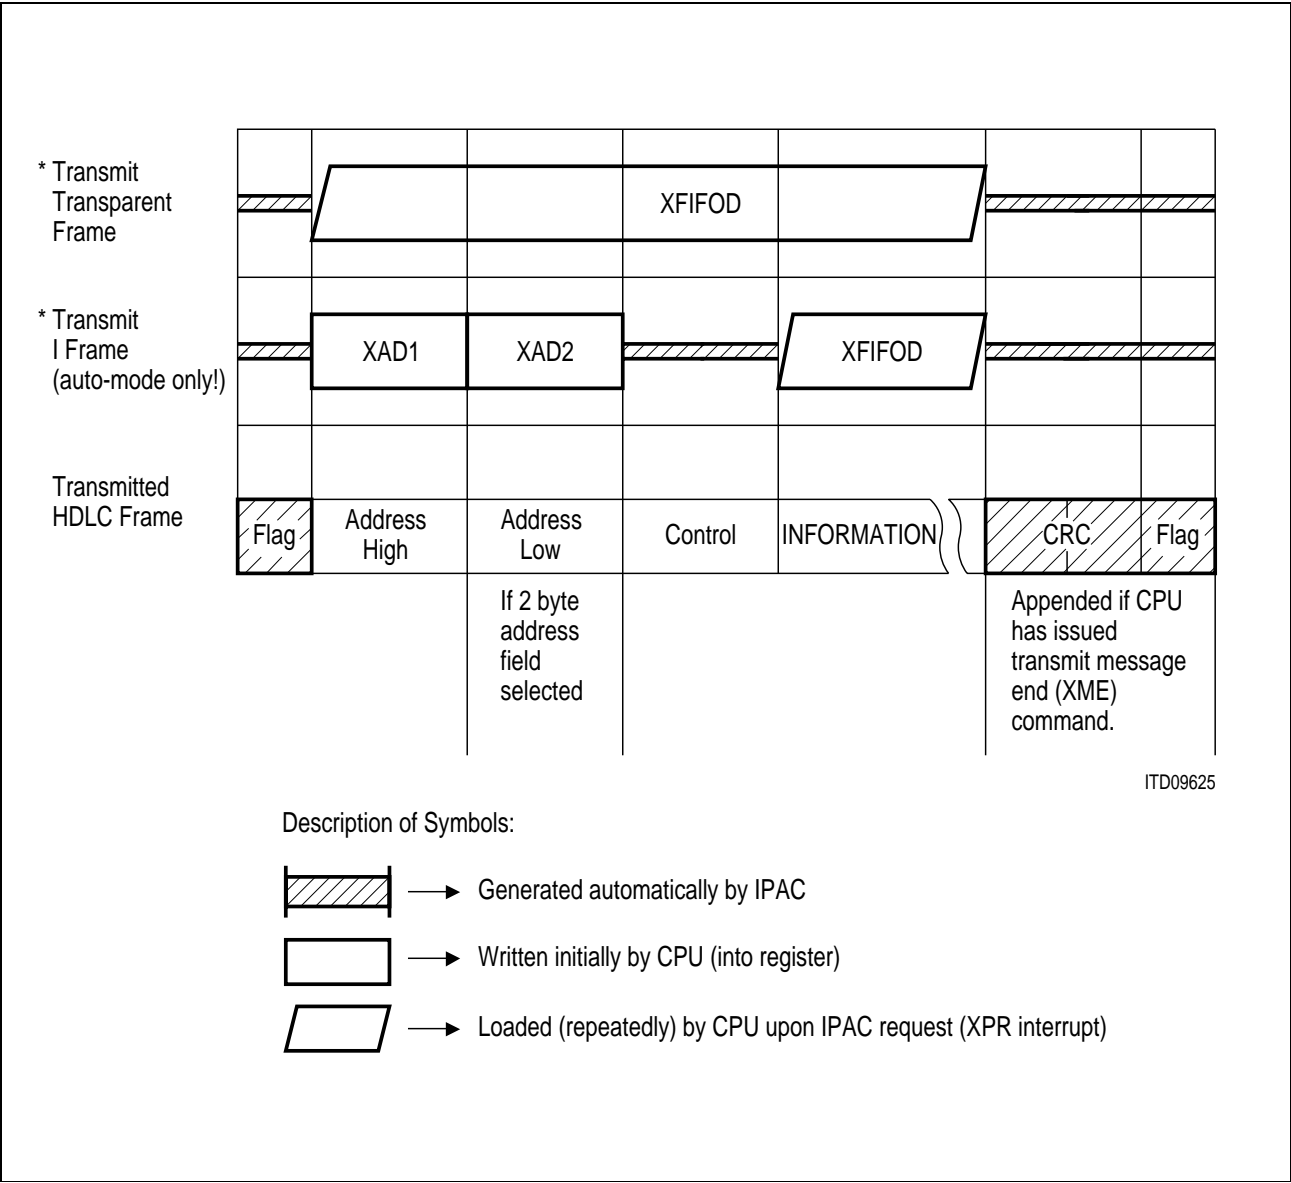 * Transmit
Transparent
Frame
XFIFOD
* Transmit
I Frame
(auto-mode only!)
XAD1
XAD2
XFIFOD
Transmitted
HDLC Frame
Flag
Address
High
Address
Low
Control
INFORMATION
CRC
Flag
If 2 byte
address
field
selected
Appended if CPU
has issued
transmit message
end (XME)
command.
ITD09625
Description of Symbols:
Generated automatically by IPAC
Written initially by CPU (into register)
Loaded (repeatedly) by CPU upon IPAC request (XPR interrupt)